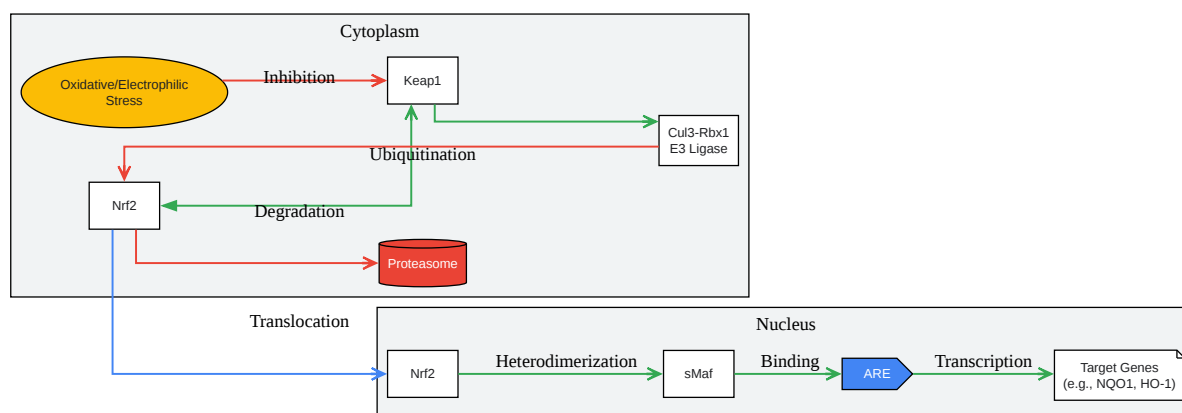 Cytoplasm
Oxidative/Electrophilic
Stress
Inhibition
Keap1
Cul3-Rbx1
E3 Ligase
Ubiquitination
Nrf2
Degradation
Proteasome
Translocation
Nucleus
Nrf2
Heterodimerization
sMaf
Binding
ARE
Transcription
Target Genes
(e.g., NQO1, HO-1)